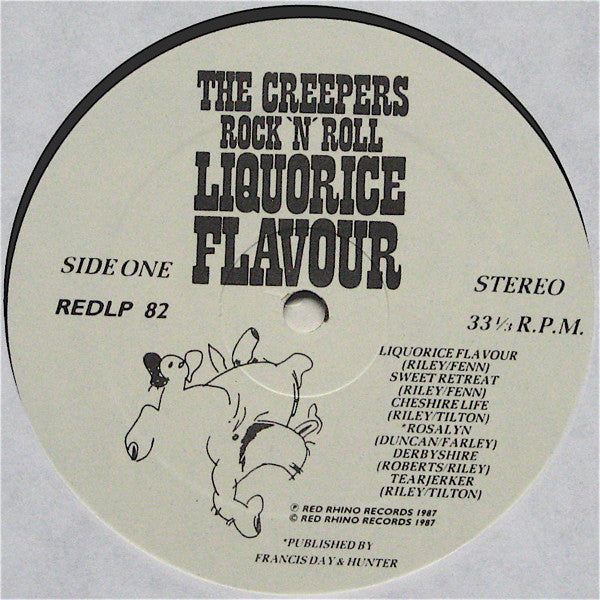 THE CREEPERS
ROCK 'N' ROLL
LIQUORICE
FLAVOUR
SIDE ONE
REDLP 82
STEREO
33 ⅓ R.P.M.
LIQUORICE FLAVOUR
(RILEY/FENN)
SWEET RETREAT
(RILEY/FENN)
CHESHIRE LIFE
(RILEY/TILTON)
*ROSALYN
(DUNCAN/FARLEY)
DERBYSHIRE
(ROBERTS/RILEY)
TEARJERKER
(RILEY/TILTON)
℗ RED RHINO RECORDS 1987
© RED RHINO RECORDS 1987
*PUBLISHED BY
FRANCIS DAY & HUNTER